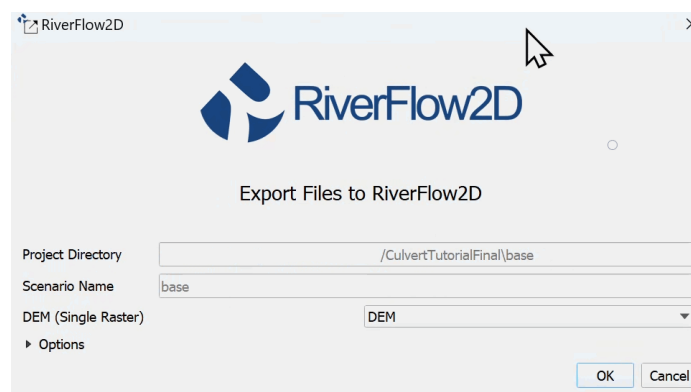 RiverFlow2D
RiverFlow2D
Export Files to RiverFlow2D
Project Directory /CulvertTutorialFinal\base
Scenario Name base
DEM (Single Raster) DEM
Options
OK Cancel